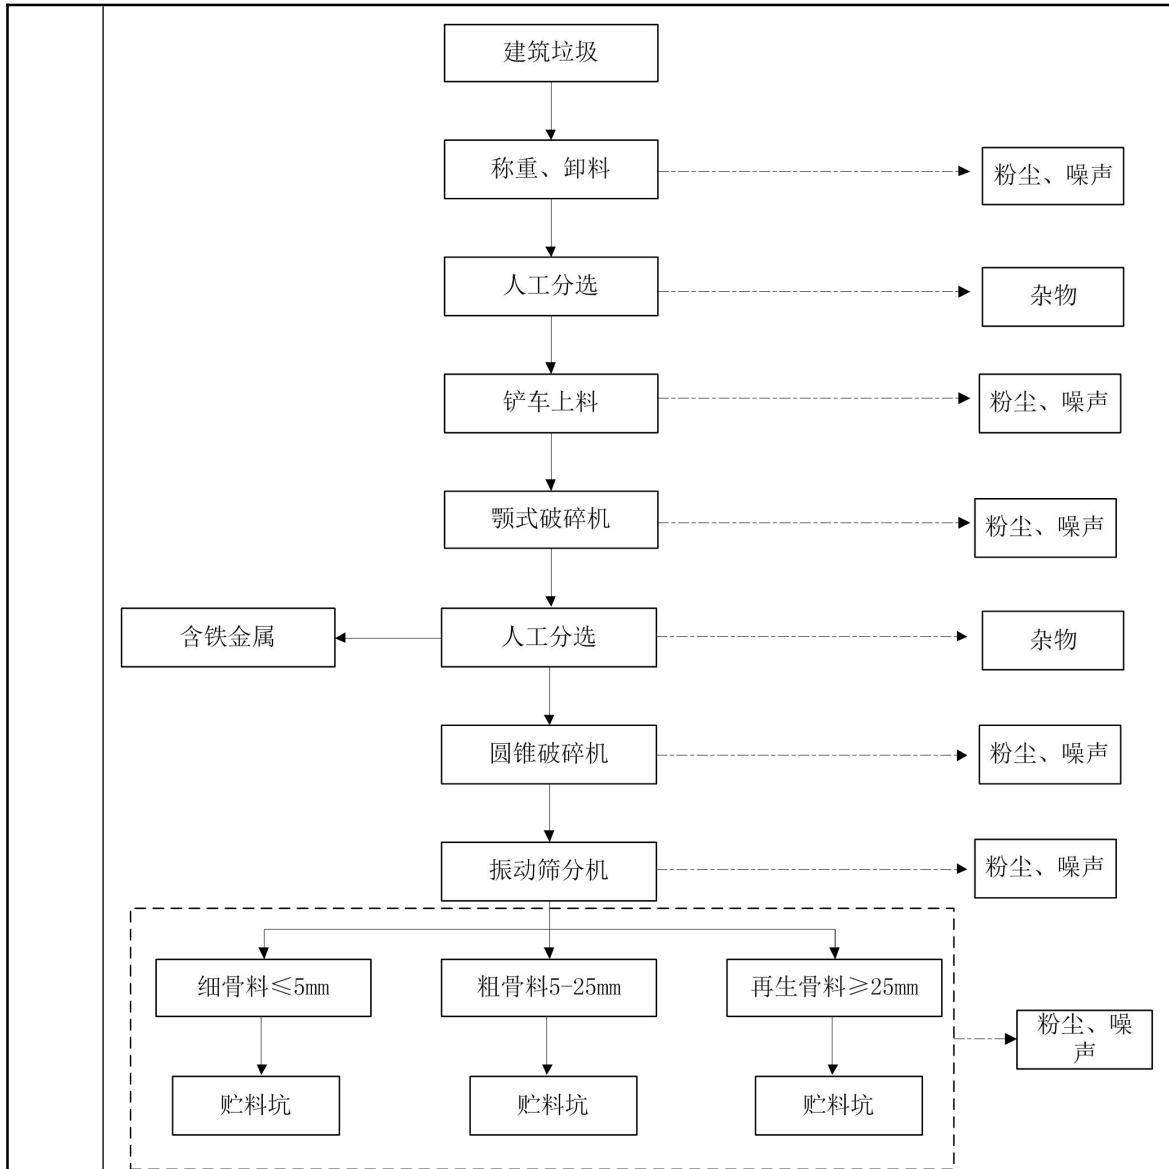 建筑垃圾
称重、卸料
粉尘、噪声
人工分选
杂物
铲车上料
粉尘、噪声
颚式破碎机
粉尘、噪声
含铁金属
人工分选
杂物
圆锥破碎机
粉尘、噪声
振动筛分机
粉尘、噪声
细骨料≤5mm
粗骨料5-25mm
再生骨料≥25mm
粉尘、噪
声
贮料坑
贮料坑
贮料坑